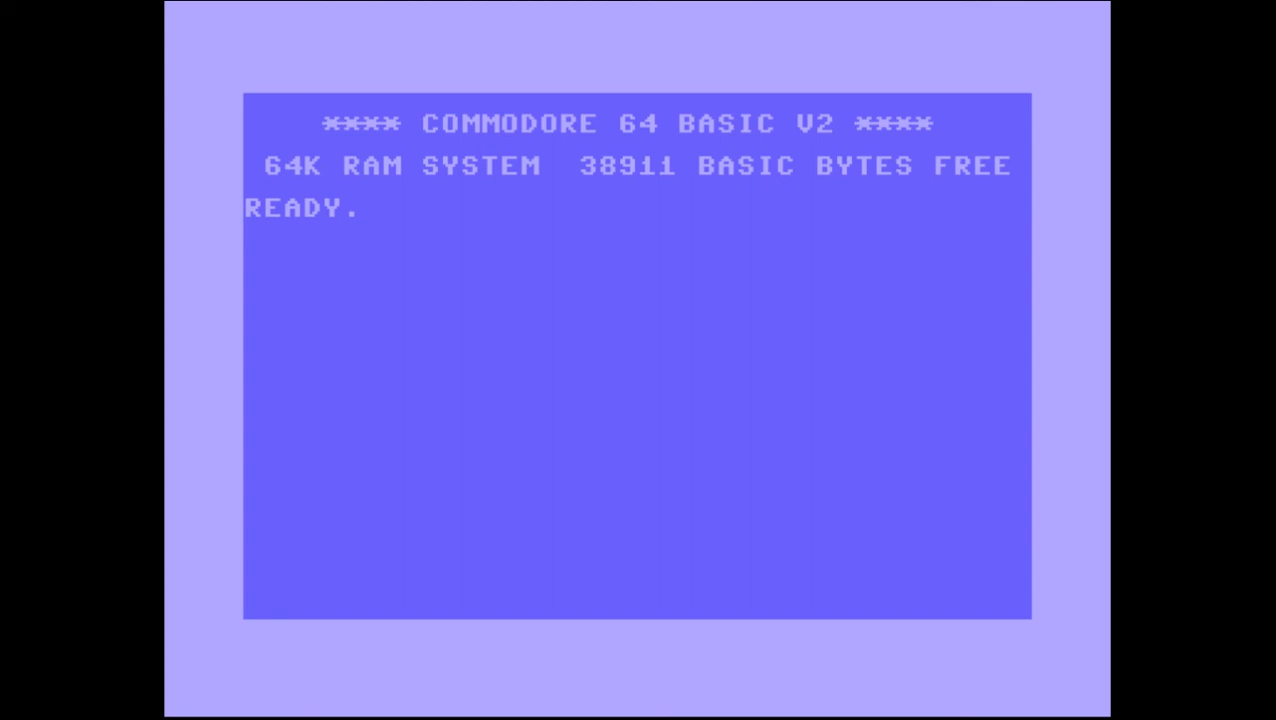 **** COMMODORE 64 BASIC V2 ****
64K RAM SYSTEM  38911 BASIC BYTES FREE
READY.